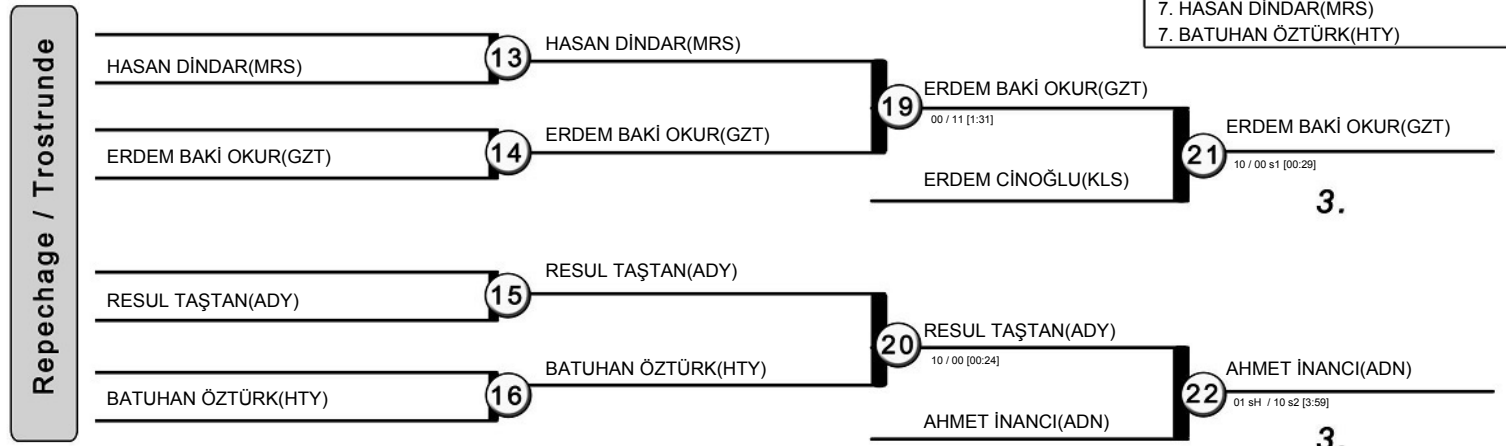 7. HASAN DİNDAR(MRS)
7. BATUHAN ÖZTÜRK(HTY)
Repechage / Trostrunde
HASAN DİNDAR(MRS)
13
HASAN DİNDAR(MRS)
ERDEM BAKİ OKUR(GZT)
14
ERDEM BAKİ OKUR(GZT)
19
ERDEM BAKİ OKUR(GZT)
00 / 11 [1:31]
ERDEM CİNOĞLU(KLS)
21
ERDEM BAKİ OKUR(GZT)
10 / 00 s1 [00:29]
3.
RESUL TAŞTAN(ADY)
15
RESUL TAŞTAN(ADY)
BATUHAN ÖZTÜRK(HTY)
16
BATUHAN ÖZTÜRK(HTY)
20
RESUL TAŞTAN(ADY)
10 / 00 [00:24]
AHMET İNANCI(ADN)
22
AHMET İNANCI(ADN)
01 sH / 10 s2 [3:59]
3.